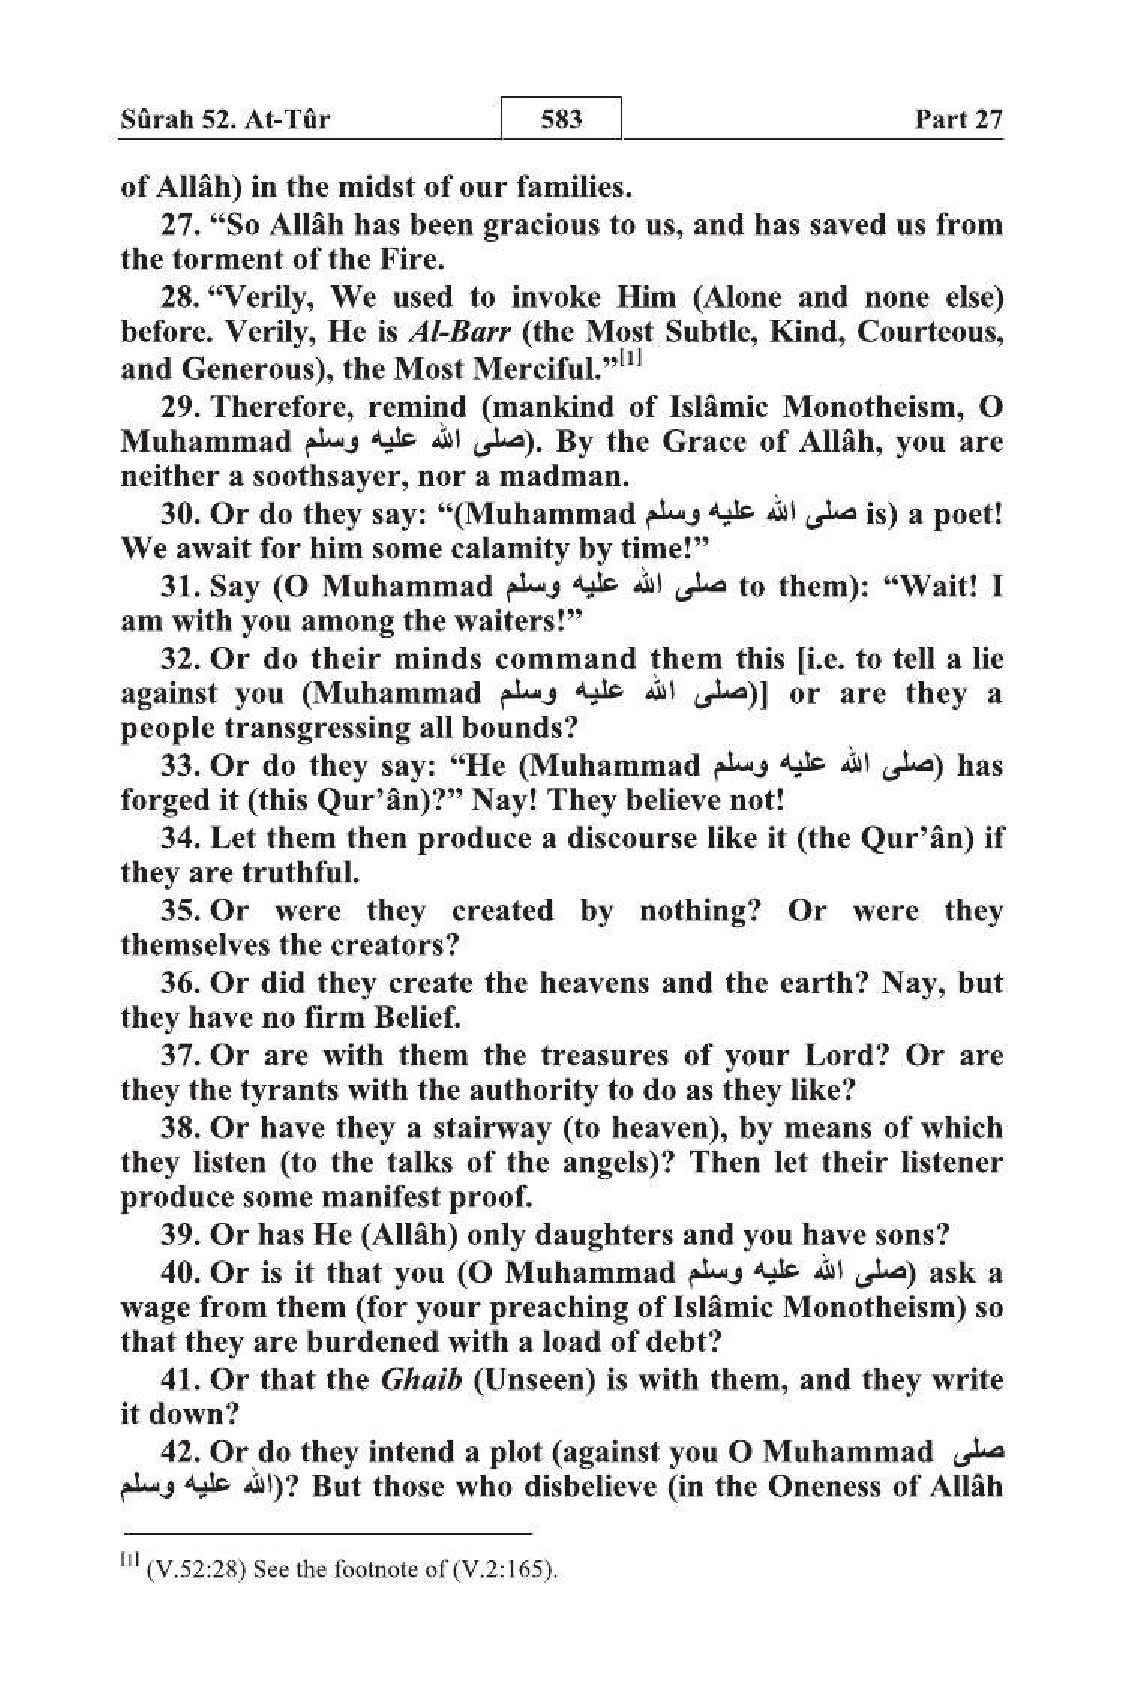 Sûrah 52. At-Tûr 583 Part 27
of Allâh) in the midst of our families.
27. “So Allâh has been gracious to us, and has saved us from
the torment of the Fire.
28. “Verily, We used to invoke Him (Alone and none else)
before. Verily, He is Al-Barr (the Most Subtle, Kind, Courteous,
and Generous), the Most Merciful.”[1]
29. Therefore, remind (mankind of Islâmic Monotheism, O
Muhammad صلى الله عليه وسلم). By the Grace of Allâh, you are
neither a soothsayer, nor a madman.
30. Or do they say: “(Muhammad صلى الله عليه وسلم is) a poet!
We await for him some calamity by time!”
31. Say (O Muhammad صلى الله عليه وسلم to them): “Wait! I
am with you among the waiters!”
32. Or do their minds command them this [i.e. to tell a lie
against you (Muhammad صلى الله عليه وسلم)] or are they a
people transgressing all bounds?
33. Or do they say: “He (Muhammad صلى الله عليه وسلم) has
forged it (this Qur’ân)?” Nay! They believe not!
34. Let them then produce a discourse like it (the Qur’ân) if
they are truthful.
35. Or were they created by nothing? Or were they
themselves the creators?
36. Or did they create the heavens and the earth? Nay, but
they have no firm Belief.
37. Or are with them the treasures of your Lord? Or are
they the tyrants with the authority to do as they like?
38. Or have they a stairway (to heaven), by means of which
they listen (to the talks of the angels)? Then let their listener
produce some manifest proof.
39. Or has He (Allâh) only daughters and you have sons?
40. Or is it that you (O Muhammad صلى الله عليه وسلم) ask a
wage from them (for your preaching of Islâmic Monotheism) so
that they are burdened with a load of debt?
41. Or that the Ghaib (Unseen) is with them, and they write
it down?
42. Or do they intend a plot (against you O Muhammad صلى
الله عليه وسلم)? But those who disbelieve (in the Oneness of Allâh
[1] (V.52:28) See the footnote of (V.2:165).